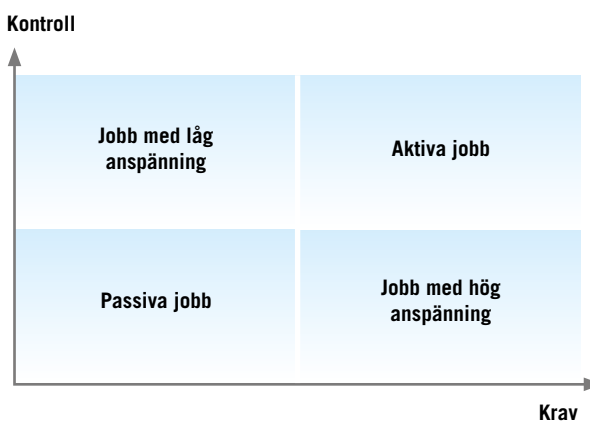 Kontroll
Jobb med låg
anspänning
Aktiva jobb
Passiva jobb
Jobb med hög
anspänning
Krav